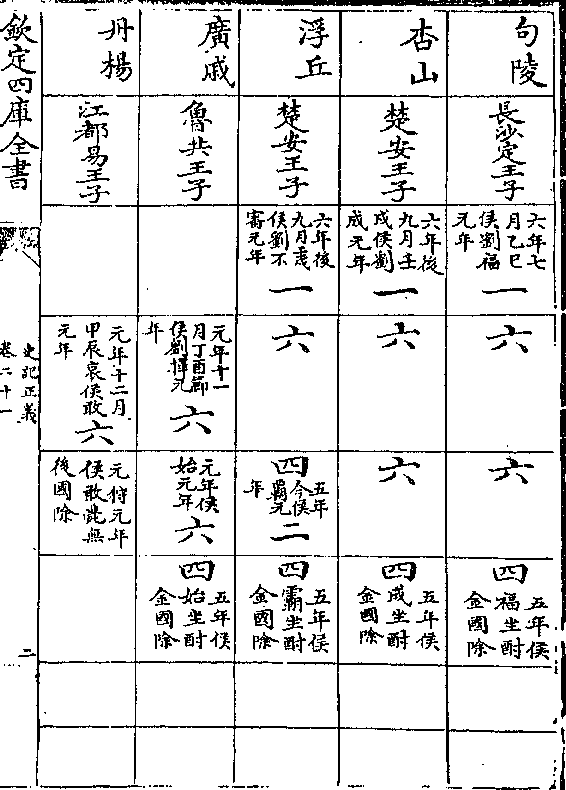 句陵
長沙定王子
六年七
月乙巳
侯劉福
元年
一
六
六
四
五年侯
福坐酎
金國除
杏山
楚安王子
六年後
九月壬
戌侯劉
成元年
一
六
六
四
五年侯
成坐酎
金國除
浮丘
楚安王子
六年後
九月壬戌
侯劉不
審元年
一
六
四
五年
今侯
霸元
年
二
四
五年侯
霸坐酎
金國除
廣戚
魯共王子
元年十一
月丁酉節
侯劉擇元
年
六
元年侯
始元年
六
四
五年侯
始坐酎
金國除
丹楊
江都易王子
元年十二月
甲辰哀侯敢
元年
六
元狩元年
侯敢薨無
後國除
欽定四庫全書
史記正義
卷二十一
二